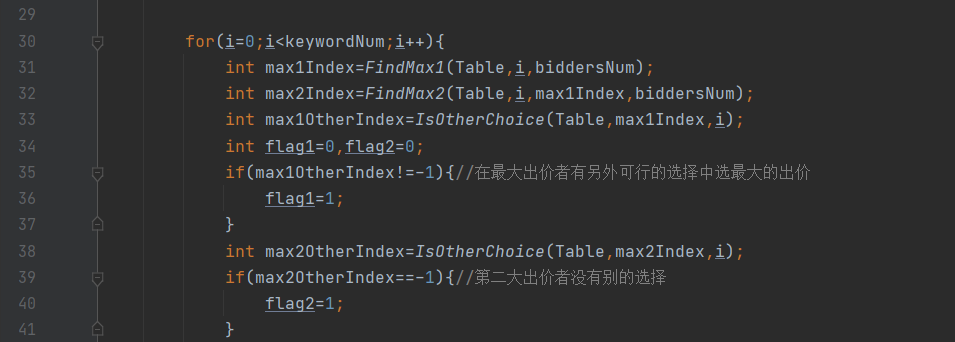 29
30 for(i=0;i<keywordNum;i++){
31 int max1Index=FindMax1(Table,i,biddersNum);
32 int max2Index=FindMax2(Table,i,max1Index,biddersNum);
33 int max1OtherIndex=IsOtherChoice(Table,max1Index,i);
34 int flag1=0,flag2=0;
35 if(max1OtherIndex!=-1){//在最大出价者有另外可行的选择中选最大的出价
36 flag1=1;
37 }
38 int max2OtherIndex=IsOtherChoice(Table,max2Index,i);
39 if(max2OtherIndex==-1){//第二大出价者没有别的选择
40 flag2=1;
41 }